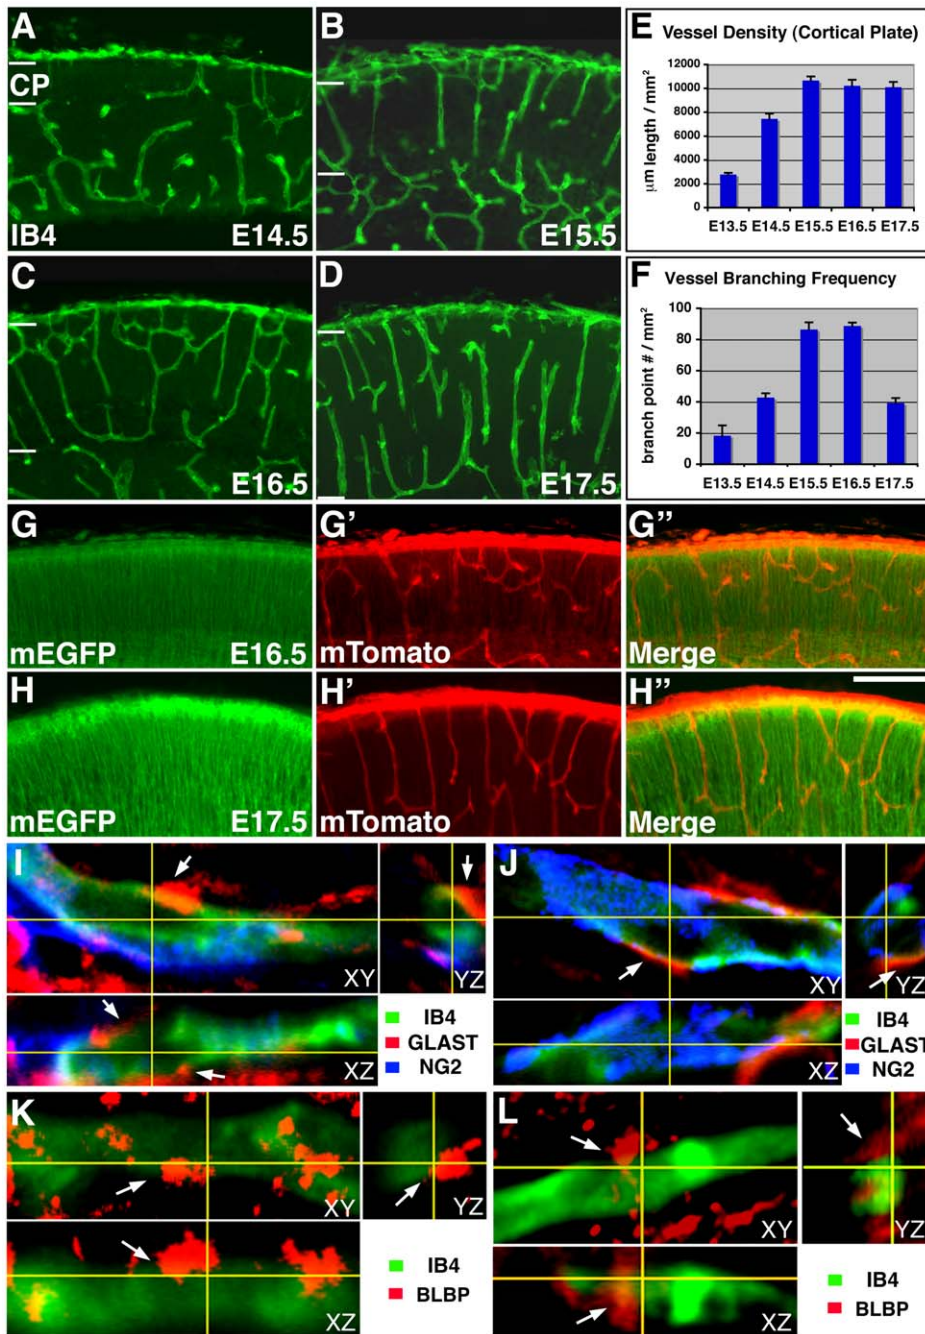 A
CP
IB4
E14.5
B
E15.5
E Vessel Density (Cortical Plate)
µm length / mm²
12000
10000
8000
6000
4000
2000
0
E13.5 E14.5 E15.5 E16.5 E17.5
C
E16.5
D
E17.5
F Vessel Branching Frequency
branch point # / mm²
100
80
60
40
20
0
E13.5 E14.5 E15.5 E16.5 E17.5
G
mEGFP E16.5
G'
mTomato
G"
Merge
H
mEGFP E17.5
H'
mTomato
H"
Merge
I
XY
YZ
XZ
IB4
GLAST
NG2
J
XY
YZ
XZ
IB4
GLAST
NG2
K
XY
YZ
XZ
IB4
BLBP
L
XY
YZ
XZ
IB4
BLBP